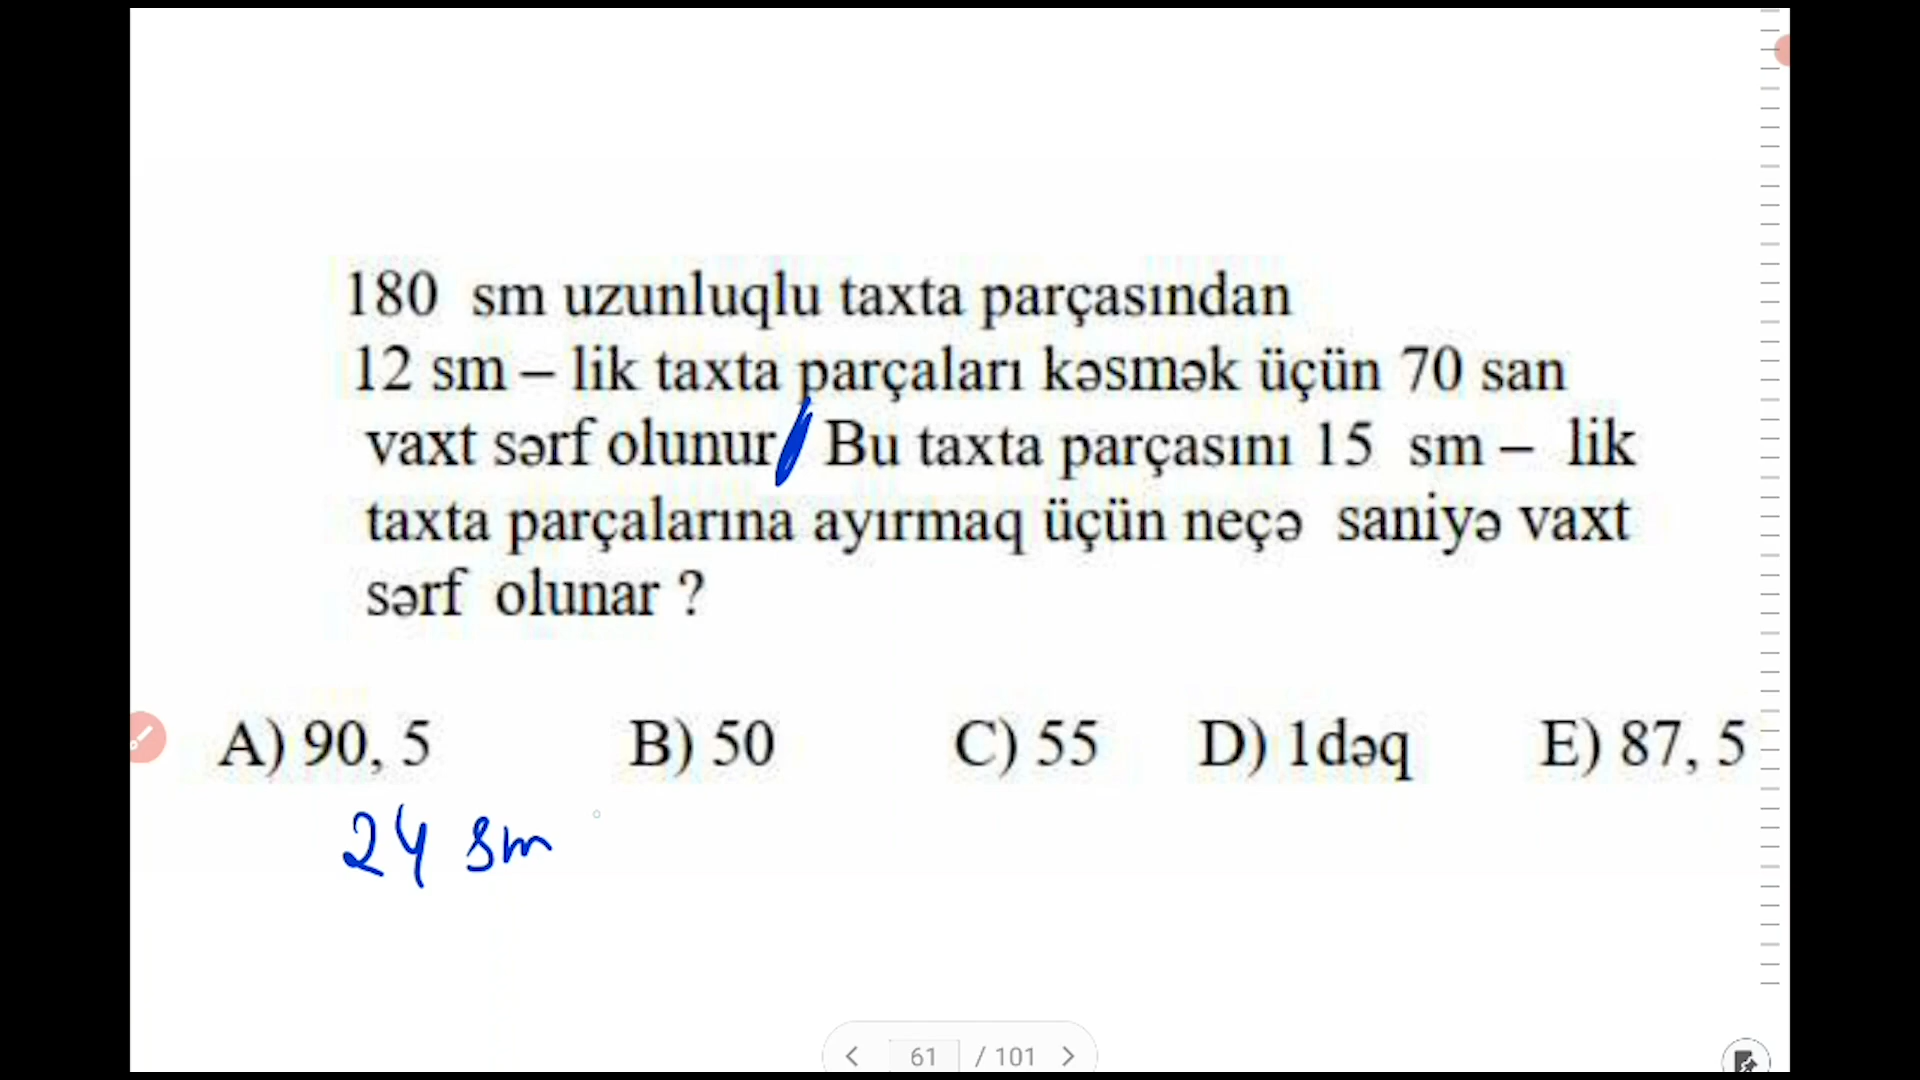 180 sm uzunluqlu taxta parçasından
12 sm – lik taxta parçaları kəsmək üçün 70 san
vaxt sərf olunur Bu taxta parçasını 15 sm – lik
taxta parçalarına ayırmaq üçün neçə saniyə vaxt
sərf olunar ?
A) 90, 5 B) 50 C) 55 D) 1dəq E) 87, 5
24 sm
61 / 101